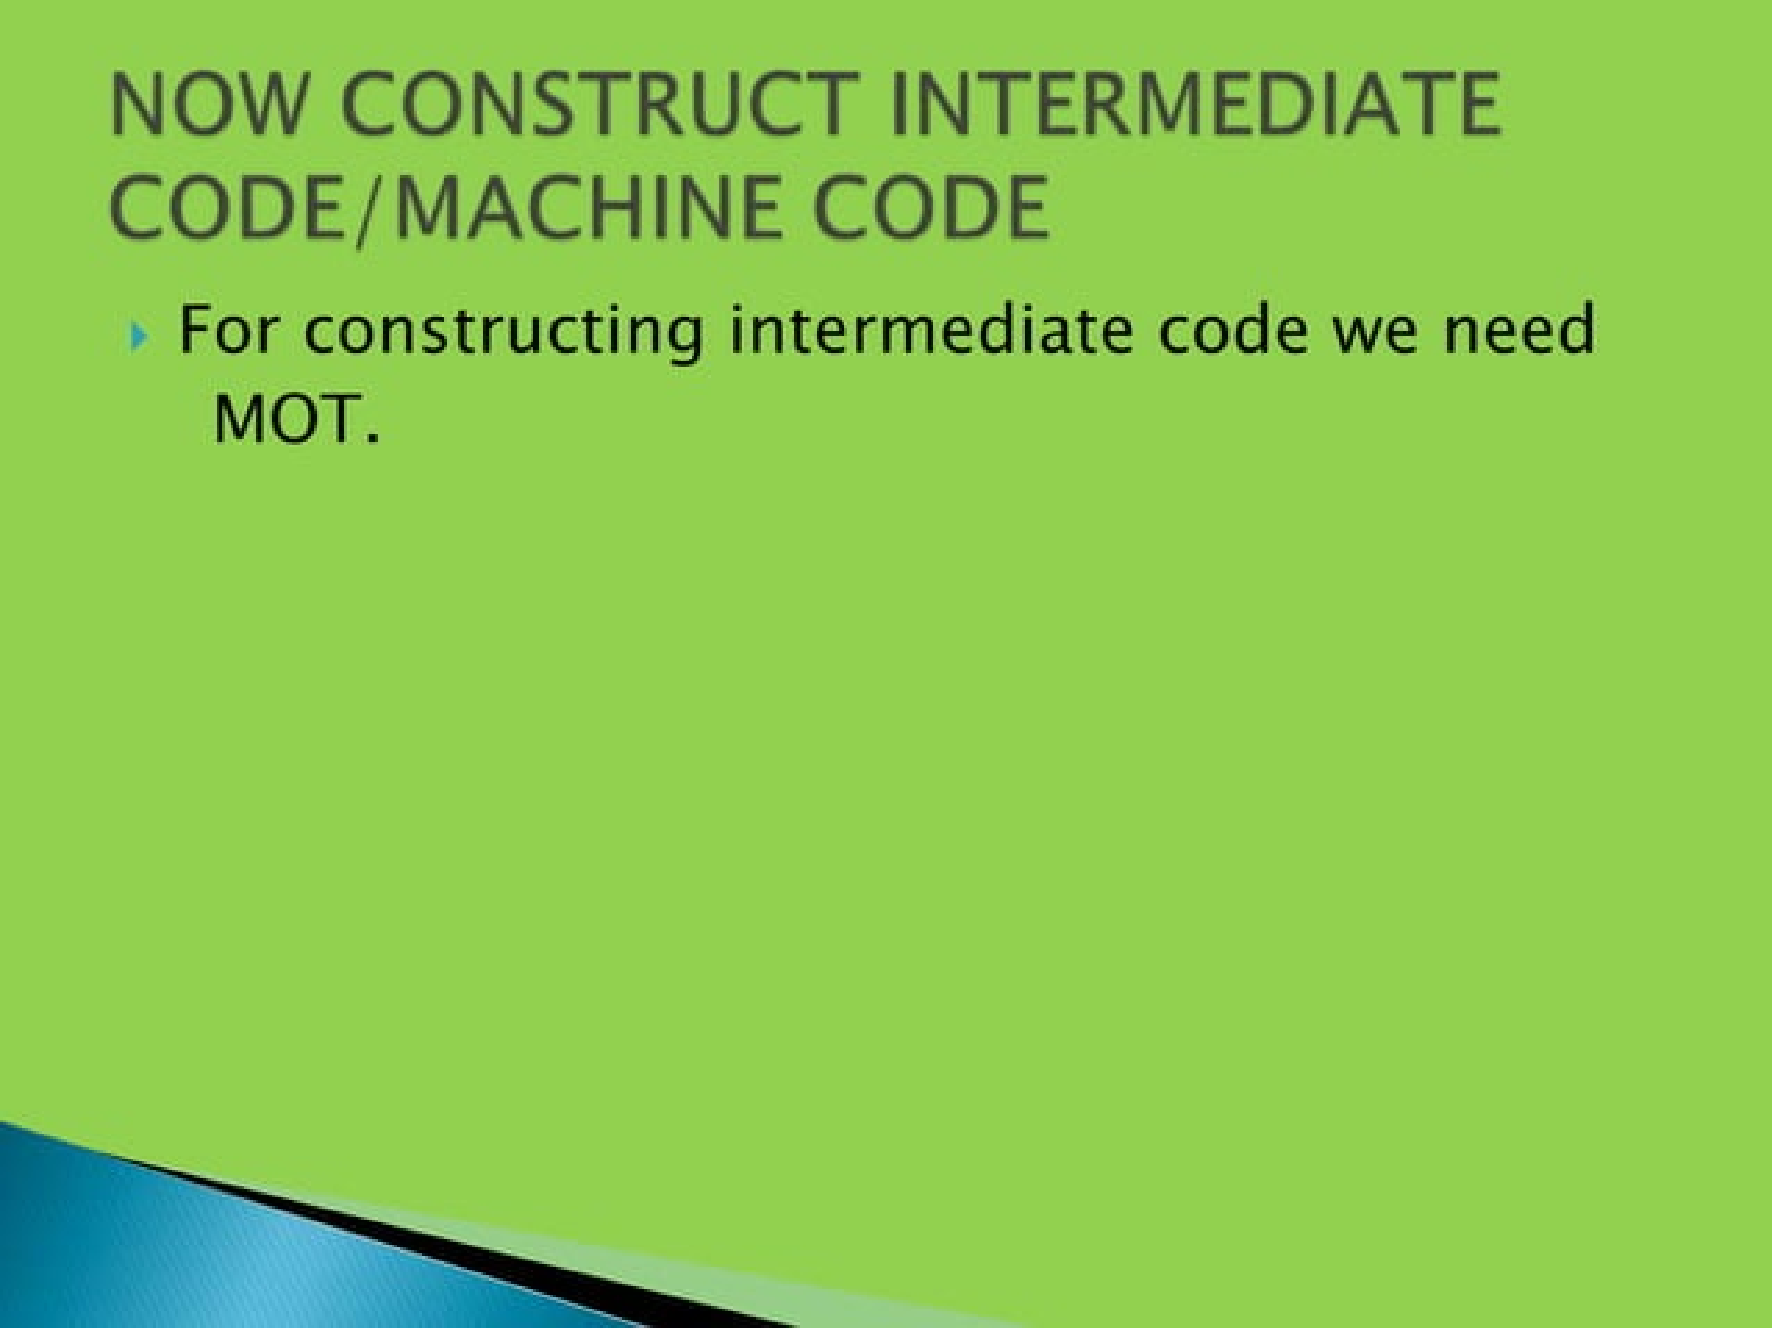 NOW CONSTRUCT INTERMEDIATE
CODE/MACHINE CODE
For constructing intermediate code we need
MOT.